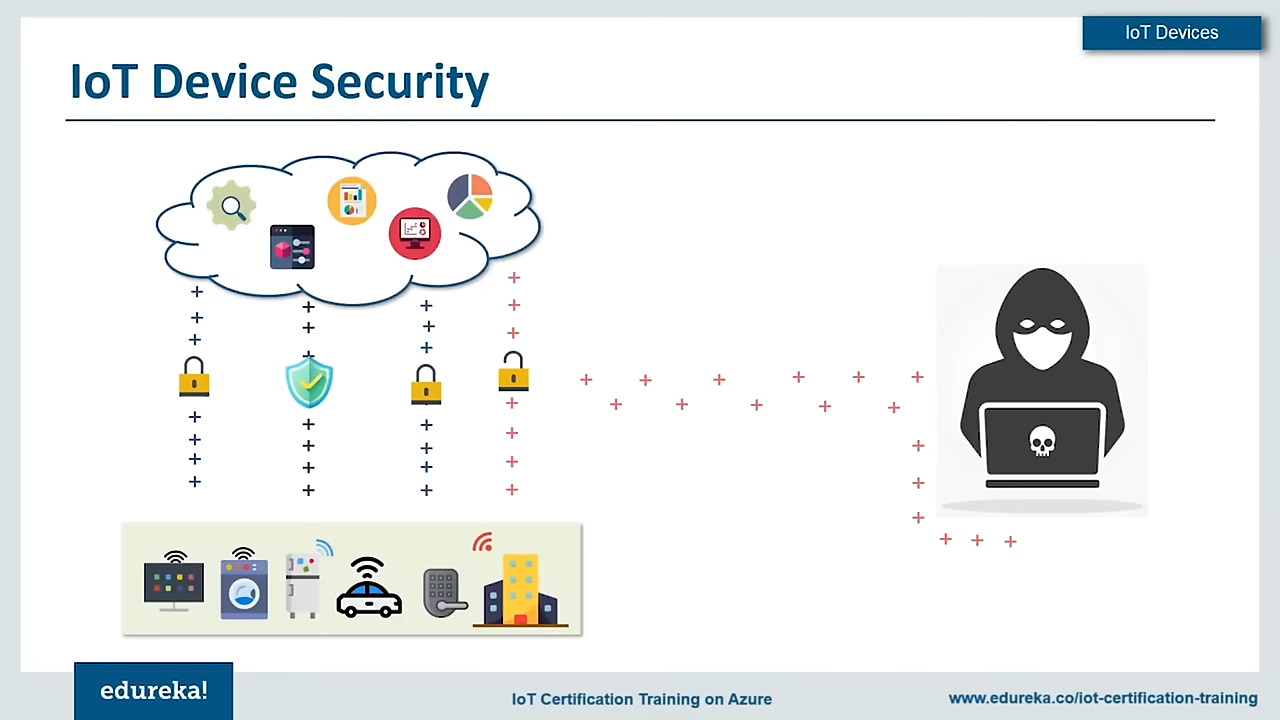 IoT Devices
IoT Device Security
edureka!
IoT Certification Training on Azure
www.edureka.co/iot-certification-training